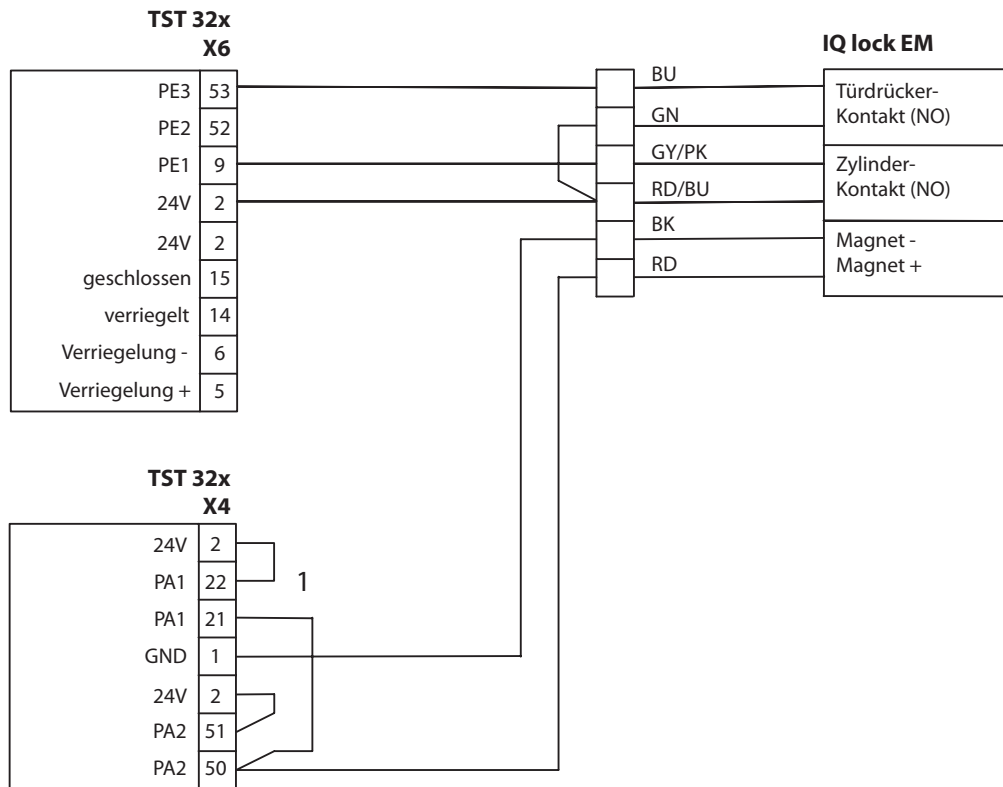 TST 32x
X6
PE3 53
PE2 52
PE1 9
24V 2
24V 2
geschlossen 15
verriegelt 14
Verriegelung - 6
Verriegelung + 5
BU
GN
GY/PK
RD/BU
BK
RD
IQ lock EM
Türdrücker-
Kontakt (NO)
Zylinder-
Kontakt (NO)
Magnet -
Magnet +
TST 32x
X4
24V 2
PA1 22
1
PA1 21
GND 1
24V 2
PA2 51
PA2 50